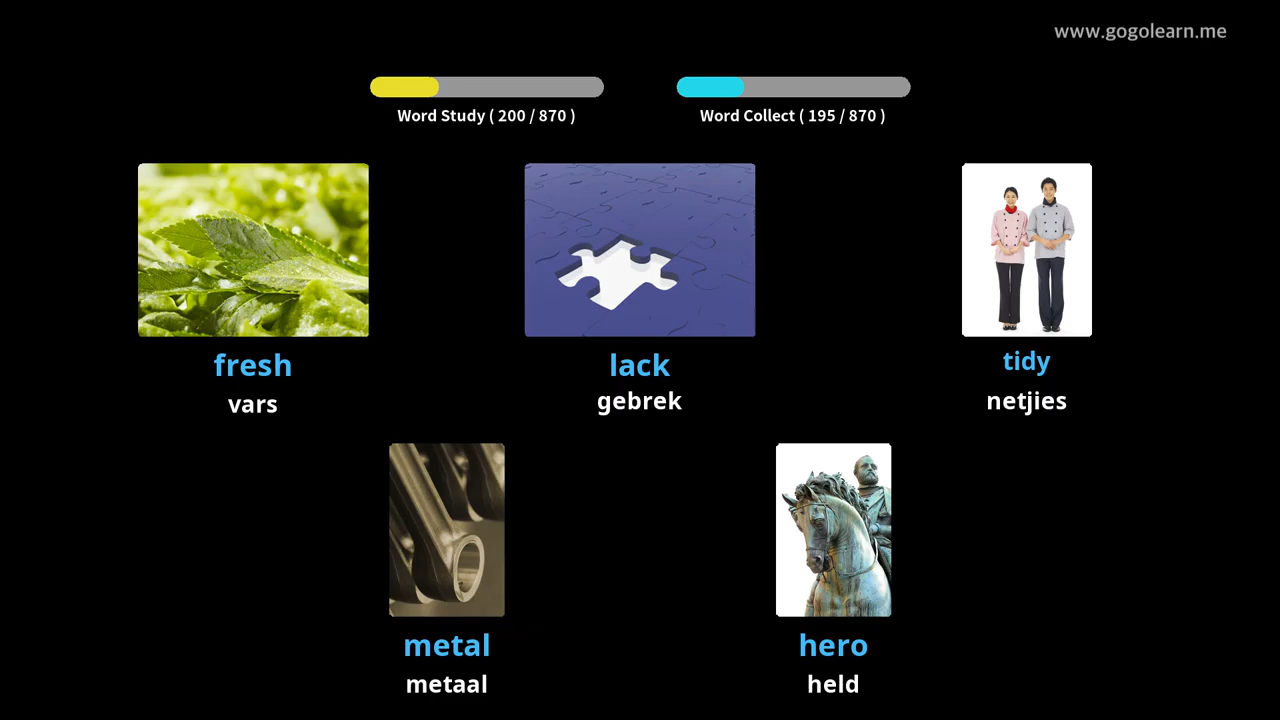 www.gogolearn.me
Word Study ( 200 / 870 )
Word Collect ( 195 / 870 )
fresh
vars
lack
gebrek
tidy
netjies
metal
metaal
hero
held